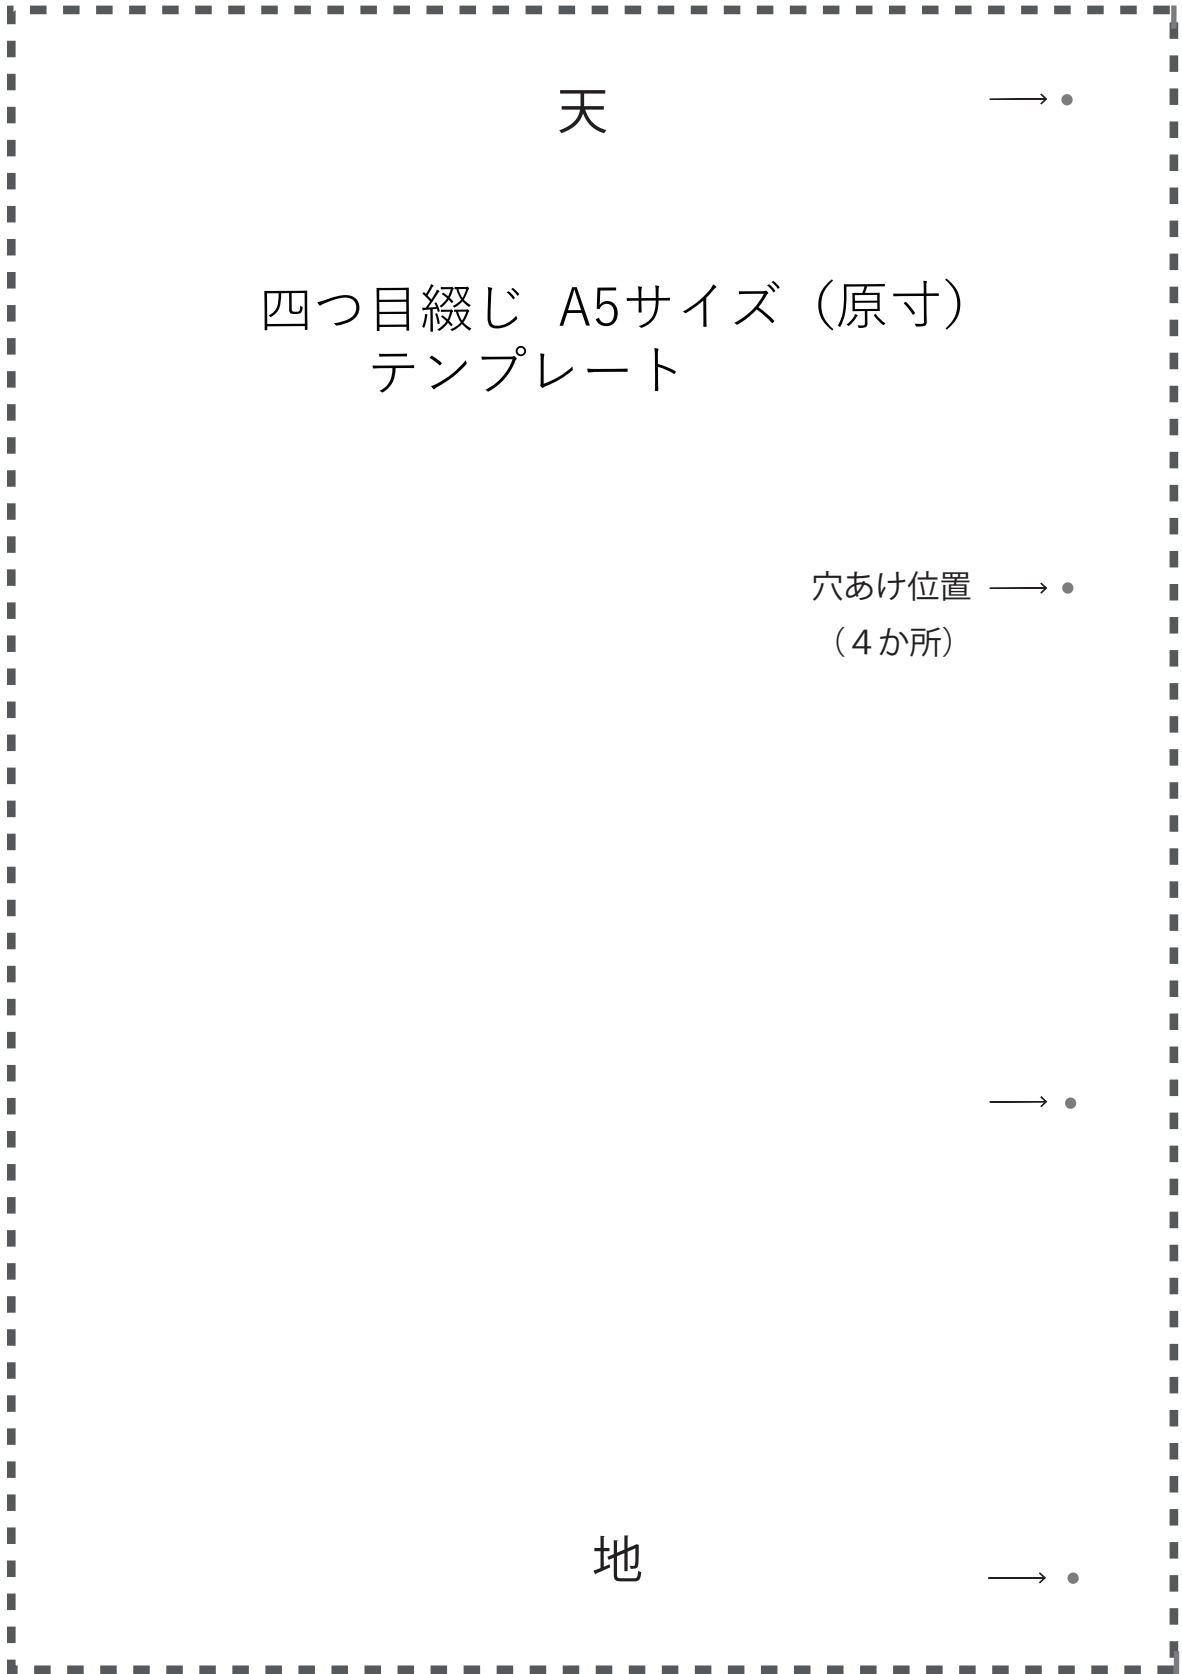 天
四つ目綴じ A5サイズ（原寸）
テンプレート
穴あけ位置
（４か所）
地